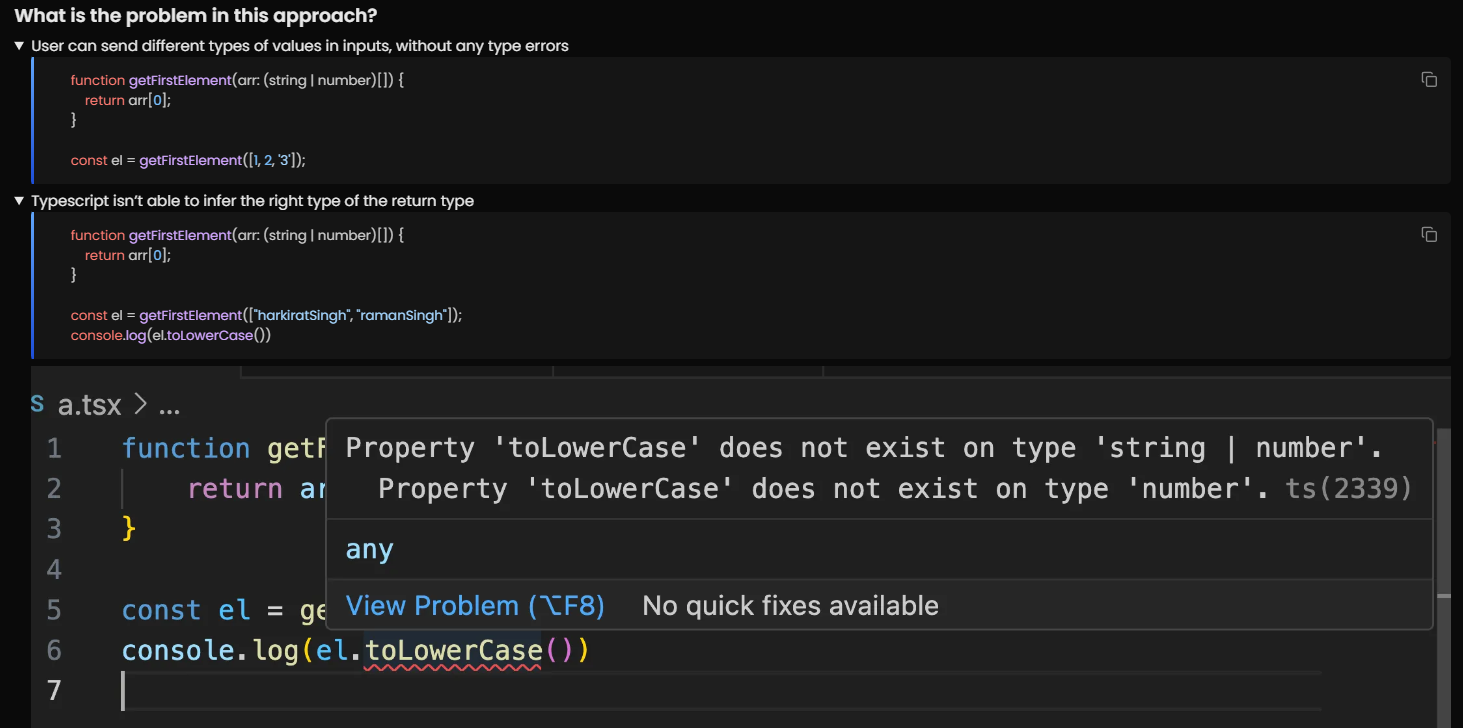 What is the problem in this approach?
▼ User can send different types of values in inputs, without any type errors
function getFirstElement(arr: (string | number)[]) {
return arr[0];
}
const el = getFirstElement([1, 2, '3']);
▼ Typescript isn't able to infer the right type of the return type
function getFirstElement(arr: (string | number)[]) {
return arr[0];
}
const el = getFirstElement(["harkiratSingh", "ramanSingh"]);
console.log(el.toLowerCase())
S a.tsx > ...
1 function getF
Property 'toLowerCase' does not exist on type 'string | number'.
2 return ar
Property 'toLowerCase' does not exist on type 'number'. ts(2339)
3 }
any
4
5 const el = ge
View Problem (⌥F8) No quick fixes available
6 console.log(el.toLowerCase())
7